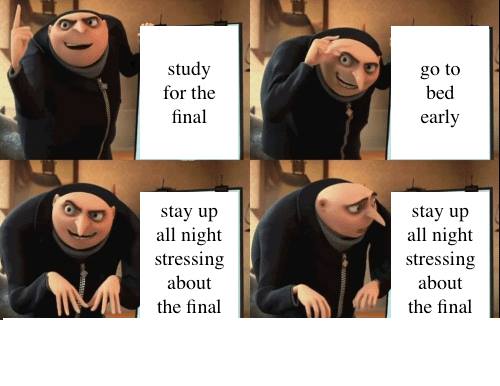 study
for the
final
go to
bed
early
stay up
all night
stressing
about
the final
stay up
all night
stressing
about
the final